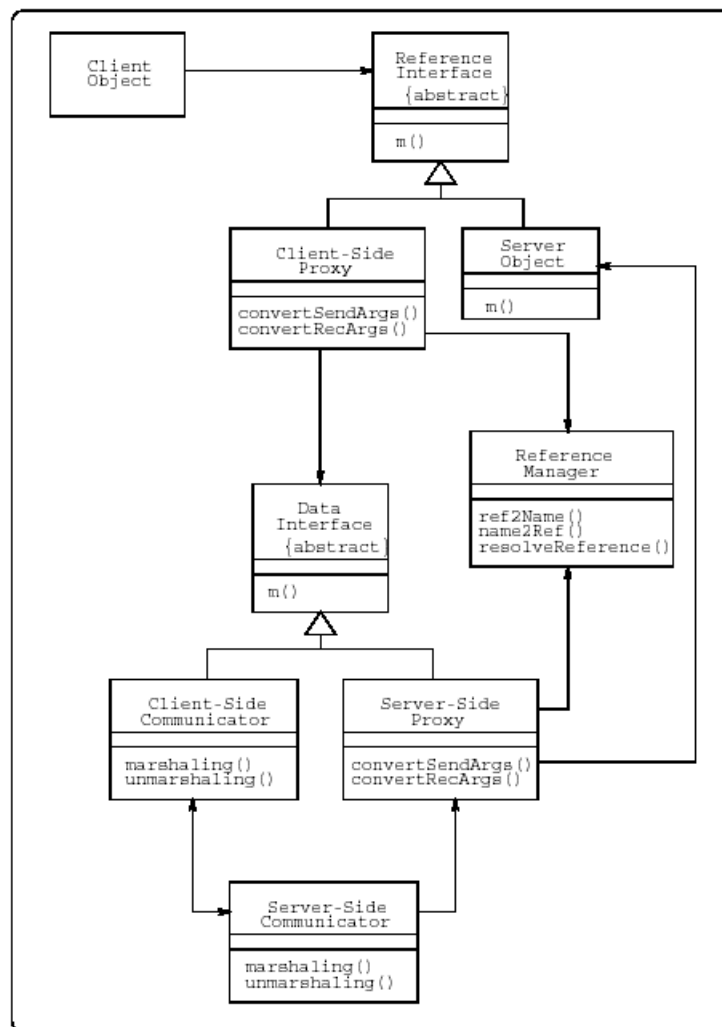 Client
Object
Reference
Interface
{abstract}
m()
Client-Side
Proxy
convertSendArgs()
convertRecArgs()
Server
Object
m()
Reference
Manager
ref2Name()
name2Ref()
resolveReference()
Data
Interface
{abstract}
m()
Client-Side
Communicator
marshaling()
unmarshaling()
Server-Side
Proxy
convertSendArgs()
convertRecArgs()
Server-Side
Communicator
marshaling()
unmarshaling()